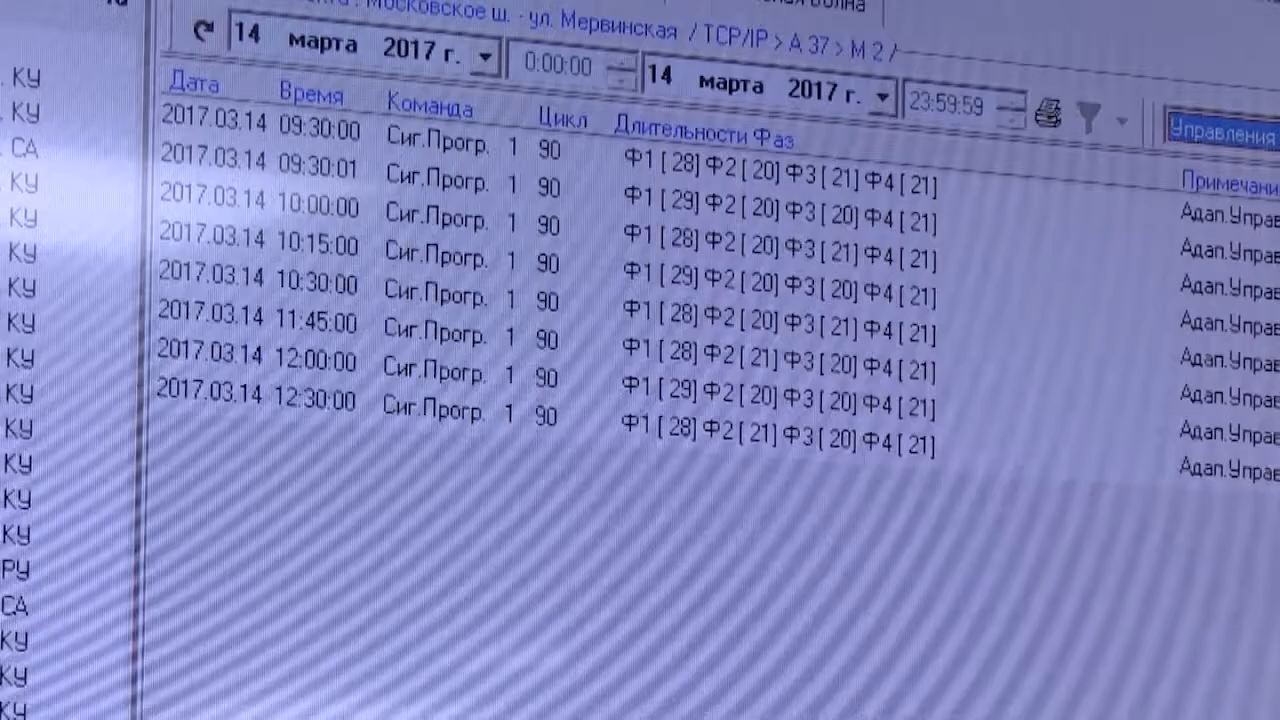 Московское ш. - ул. Мервинская / TCP/IP > А 37 > М 2 /
14 марта 2017 г. 0:00:00 14 марта 2017 г. 23:59:59
Управления
Дата Время Команда Цикл Длительности Фаз Примечани
2017.03.14 09:30:00 Сиг.Прогр. 1 90 Ф1 [ 28] Ф2 [ 20] Ф3 [ 21] Ф4 [ 21] Адап.Управ
2017.03.14 09:30:01 Сиг.Прогр. 1 90 Ф1 [ 29] Ф2 [ 20] Ф3 [ 20] Ф4 [ 21] Адап.Управ
2017.03.14 10:00:00 Сиг.Прогр. 1 90 Ф1 [ 28] Ф2 [ 20] Ф3 [ 21] Ф4 [ 21] Адап.Управ
2017.03.14 10:15:00 Сиг.Прогр. 1 90 Ф1 [ 29] Ф2 [ 20] Ф3 [ 20] Ф4 [ 21] Адап.Управ
2017.03.14 10:30:00 Сиг.Прогр. 1 90 Ф1 [ 28] Ф2 [ 20] Ф3 [ 21] Ф4 [ 21] Адап.Управ
2017.03.14 11:45:00 Сиг.Прогр. 1 90 Ф1 [ 28] Ф2 [ 21] Ф3 [ 20] Ф4 [ 21] Адап.Управ
2017.03.14 12:00:00 Сиг.Прогр. 1 90 Ф1 [ 29] Ф2 [ 20] Ф3 [ 20] Ф4 [ 21] Адап.Управ
2017.03.14 12:30:00 Сиг.Прогр. 1 90 Ф1 [ 28] Ф2 [ 21] Ф3 [ 20] Ф4 [ 21] Адап.Управ
. КУ
. КУ
. СА
. КУ
КУ
КУ
КУ
КУ
КУ
КУ
КУ
КУ
КУ
КУ
РУ
СА
КУ
КУ
КУ